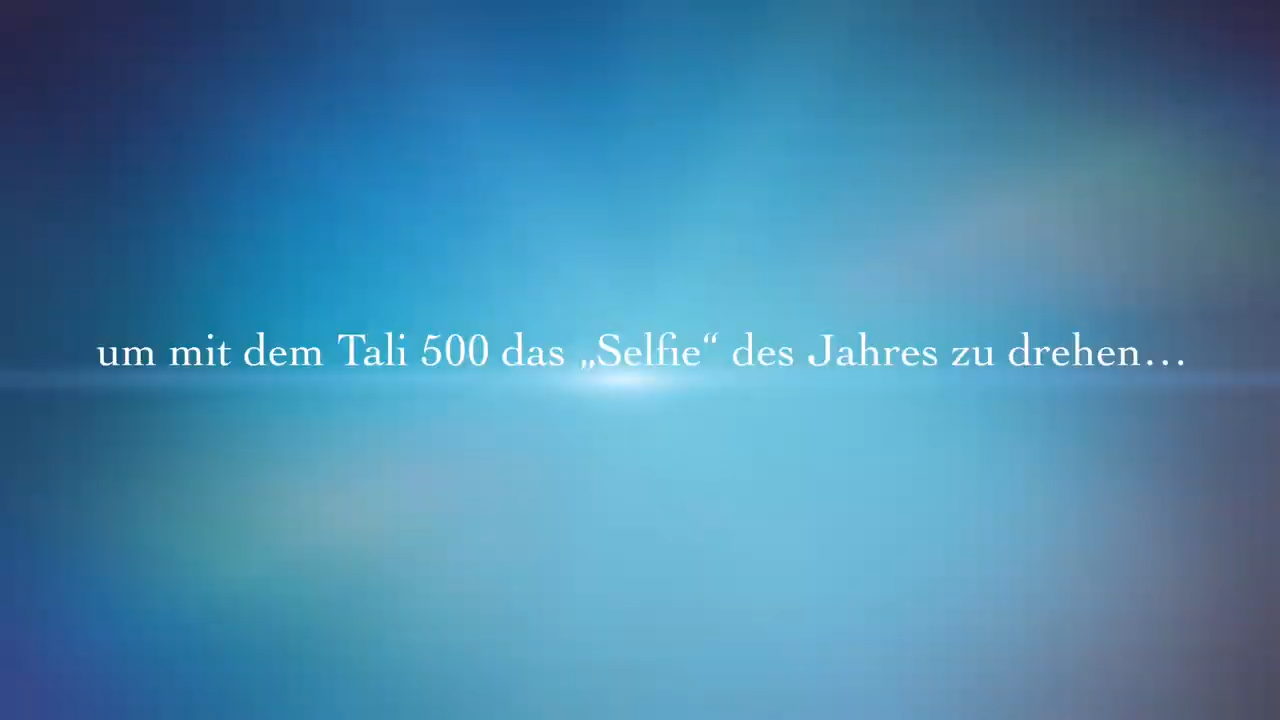 um mit dem Tali 500 das „Selfie“ des Jahres zu drehen…